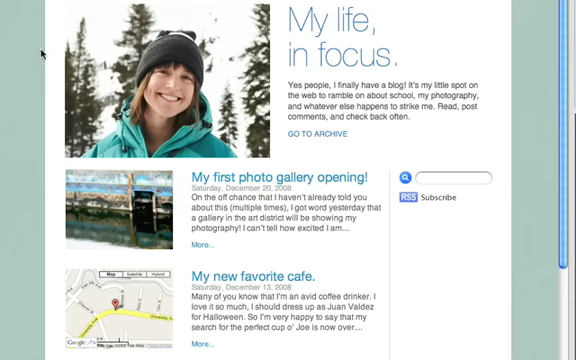 My life,
in focus.
Yes people, I finally have a blog! It's my little spot on
the web to ramble on about school, my photography,
and whatever else happens to strike me. Read, post
comments, and check back often.
GO TO ARCHIVE
My first photo gallery opening!
Saturday, December 20, 2008
On the off chance that I haven't already told you
about this (multiple times), I got word yesterday that
a gallery in the art district will be showing my
photography! I can't tell how excited I am....
More...
RSS Subscribe
My new favorite cafe.
Saturday, December 13, 2008
Many of you know that I'm an avid coffee drinker. I
love it so much, I should dress up as Juan Valdez
for Halloween. So I'm very happy to say that my
search for the perfect cup o' Joe is now over....
More...
Map Satellite Hybrid
University Ave
Google